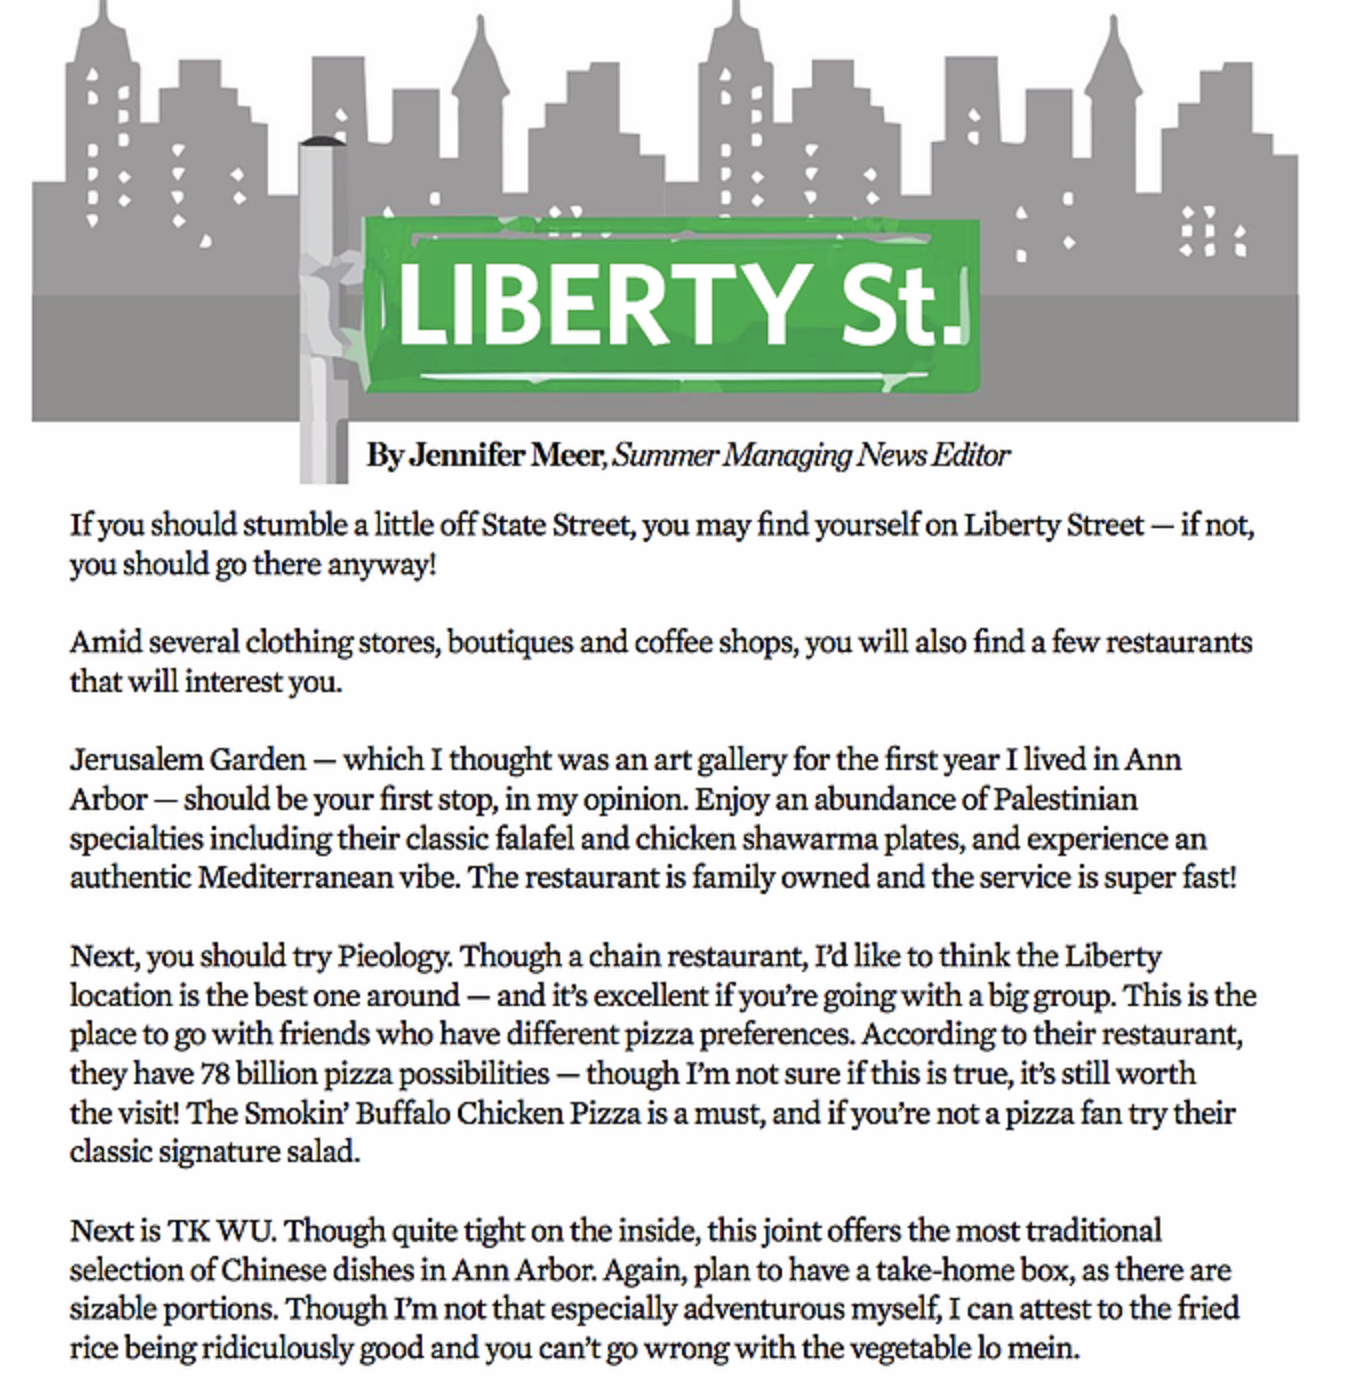 LIBERTY St.
By Jennifer Meer, Summer Managing News Editor
If you should stumble a little off State Street, you may find yourself on Liberty Street — if not,
you should go there anyway!
Amid several clothing stores, boutiques and coffee shops, you will also find a few restaurants
that will interest you.
Jerusalem Garden — which I thought was an art gallery for the first year I lived in Ann
Arbor — should be your first stop, in my opinion. Enjoy an abundance of Palestinian
specialties including their classic falafel and chicken shawarma plates, and experience an
authentic Mediterranean vibe. The restaurant is family owned and the service is super fast!
Next, you should try Pieology. Though a chain restaurant, I’d like to think the Liberty
location is the best one around — and it’s excellent if you’re going with a big group. This is the
place to go with friends who have different pizza preferences. According to their restaurant,
they have 78 billion pizza possibilities — though I’m not sure if this is true, it’s still worth
the visit! The Smokin’ Buffalo Chicken Pizza is a must, and if you’re not a pizza fan try their
classic signature salad.
Next is TK WU. Though quite tight on the inside, this joint offers the most traditional
selection of Chinese dishes in Ann Arbor. Again, plan to have a take-home box, as there are
sizable portions. Though I’m not that especially adventurous myself, I can attest to the fried
rice being ridiculously good and you can’t go wrong with the vegetable lo mein.